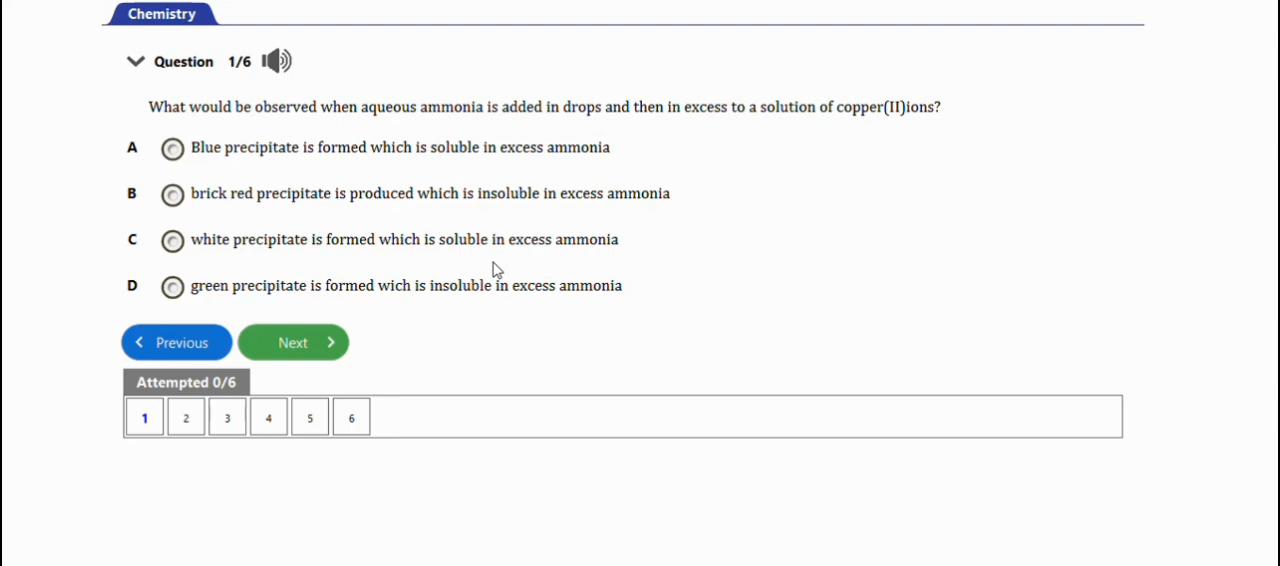 Chemistry
Question 1/6
What would be observed when aqueous ammonia is added in drops and then in excess to a solution of copper(II)ions?
A Blue precipitate is formed which is soluble in excess ammonia
B brick red precipitate is produced which is insoluble in excess ammonia
C white precipitate is formed which is soluble in excess ammonia
D green precipitate is formed wich is insoluble in excess ammonia
Previous Next
Attempted 0/6
1 2 3 4 5 6